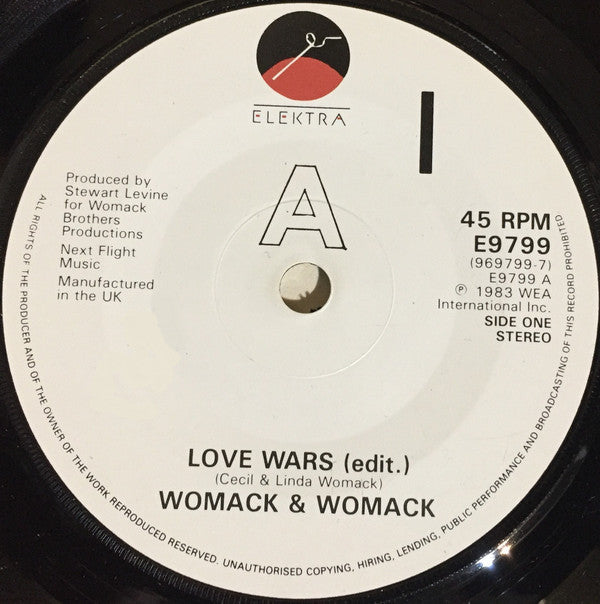 ELEKTRA
A
Produced by
Stewart Levine
for Womack
Brothers
Productions
Next Flight
Music
Manufactured
in the UK
45 RPM
E9799
(969799-7)
E9799 A
℗ 1983 WEA
International Inc.
SIDE ONE
STEREO
LOVE WARS (edit.)
(Cecil & Linda Womack)
WOMACK & WOMACK
ALL RIGHTS OF THE PRODUCER AND OF THE OWNER OF THE WORK REPRODUCED RESERVED. UNAUTHORISED COPYING, HIRING, LENDING, PUBLIC PERFORMANCE AND BROADCASTING OF THIS RECORD PROHIBITED